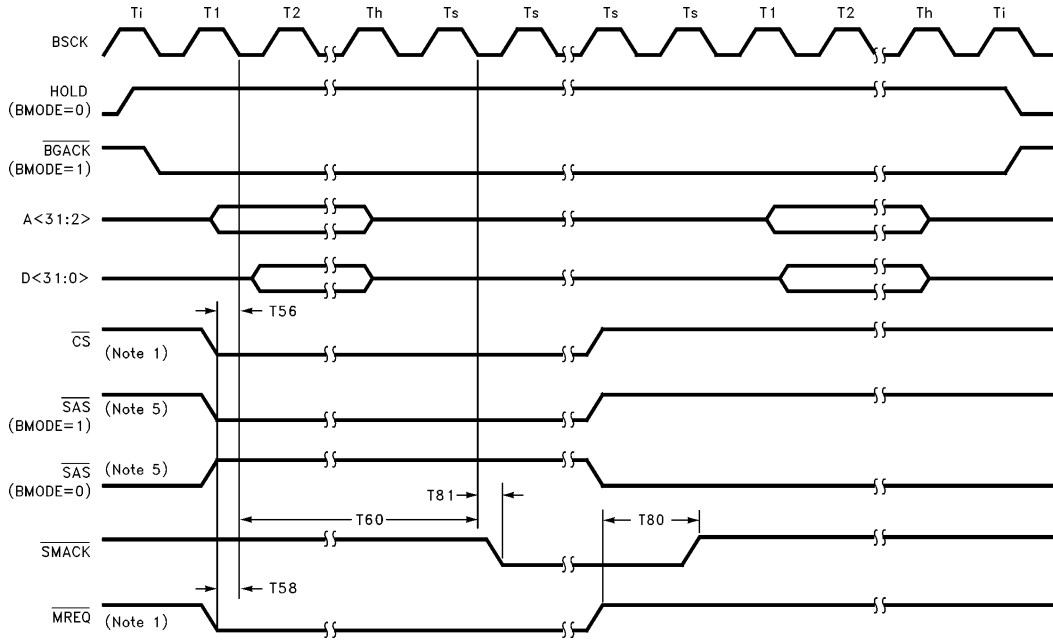 Ti T1 T2 Th Ts Ts Ts Ts T1 T2 Th Ti
BSCK
HOLD
(BMODE=0)
BGACK
(BMODE=1)
A<31:2>
D<31:0>
T56
CS (Note 1)
SAS (Note 5)
(BMODE=1)
SAS (Note 5)
(BMODE=0)
T81
T60 T80
SMACK
T58
MREQ (Note 1)